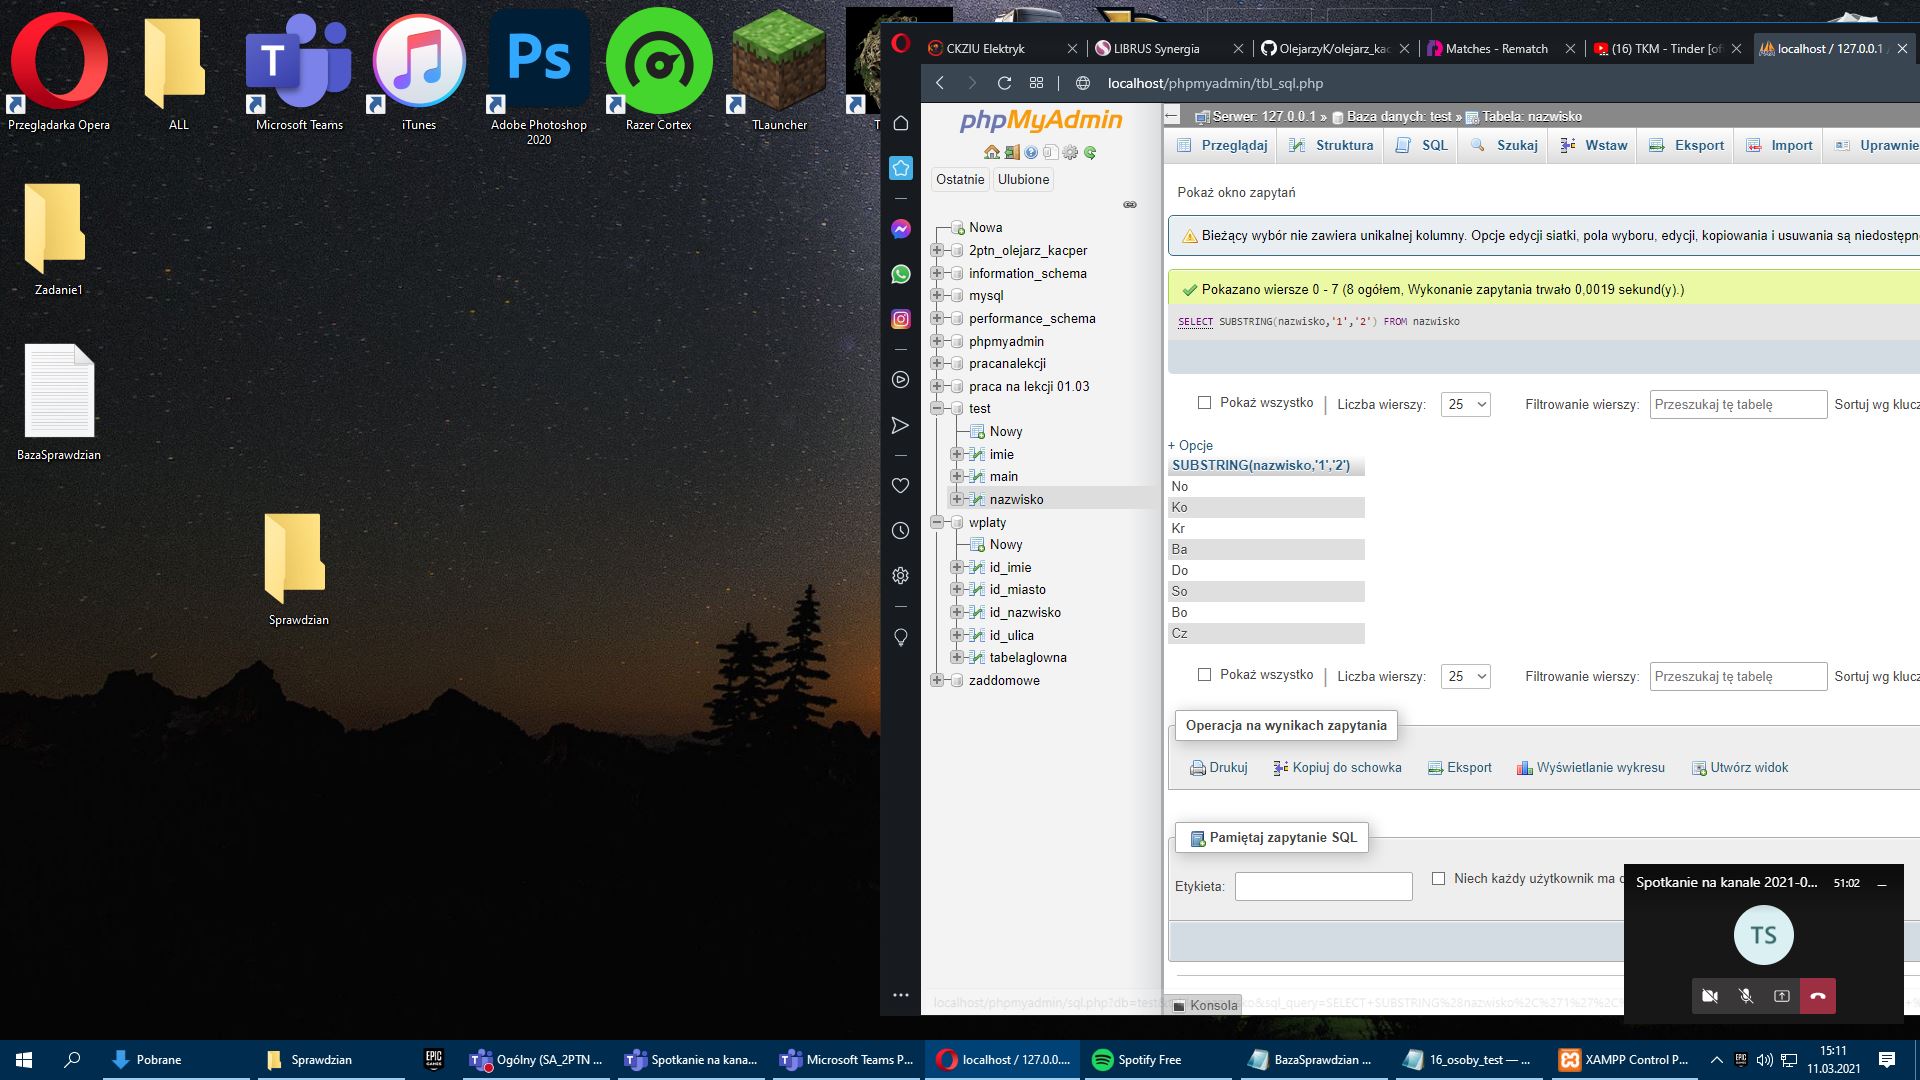 Przeglądarka Opera
ALL
Microsoft Teams
iTunes
Adobe Photoshop 2020
Razer Cortex
TLauncher
Zadanie1
BazaSprawdzian
Sprawdzian
CKZIU Elektryk
LIBRUS Synergia
OlejarzyK/olejarz_kac
Matches - Rematch
(16) TKM - Tinder [ofi
localhost / 127.0.0.1 /
localhost/phpmyadmin/tbl_sql.php
phpMyAdmin
Ostatnie
Ulubione
Nowa
2ptn_olejarz_kacper
information_schema
mysql
performance_schema
phpmyadmin
pracanalekcji
praca na lekcji 01.03
test
Nowy
imie
main
nazwisko
wplaty
Nowy
id_imie
id_miasto
id_nazwisko
id_ulica
tabelaglowna
zaddomowe
Serwer: 127.0.0.1 » Baza danych: test » Tabela: nazwisko
Przeglądaj
Struktura
SQL
Szukaj
Wstaw
Eksport
Import
Uprawnie
Pokaż okno zapytań
Bieżący wybór nie zawiera unikalnej kolumny. Opcje edycji siatki, pola wyboru, edycji, kopiowania i usuwania są niedostępn
Pokazano wiersze 0 - 7 (8 ogółem, Wykonanie zapytania trwało 0,0019 sekund(y).)
SELECT SUBSTRING(nazwisko,'1','2') FROM nazwisko
Pokaż wszystko | Liczba wierszy: 25 Filtrowanie wierszy: Przeszukaj tę tabelę Sortuj wg klucz
+ Opcje
SUBSTRING(nazwisko,'1','2')
No
Ko
Kr
Ba
Do
So
Bo
Cz
Pokaż wszystko | Liczba wierszy: 25 Filtrowanie wierszy: Przeszukaj tę tabelę Sortuj wg klucz
Operacja na wynikach zapytania
Drukuj
Kopiuj do schowka
Eksport
Wyświetlanie wykresu
Utwórz widok
Pamiętaj zapytanie SQL
Etykieta:
Niech każdy użytkownik ma
Konsola
Spotkanie na kanale 2021-0... 51:02
TS
Pobrane
Sprawdzian
EPIC GAMES
Ogólny (SA_2PTN ...
Spotkanie na kana...
Microsoft Teams P...
localhost / 127.0.0....
Spotify Free
BazaSprawdzian ...
16_osoby_test — ...
XAMPP Control P...
15:11
11.03.2021